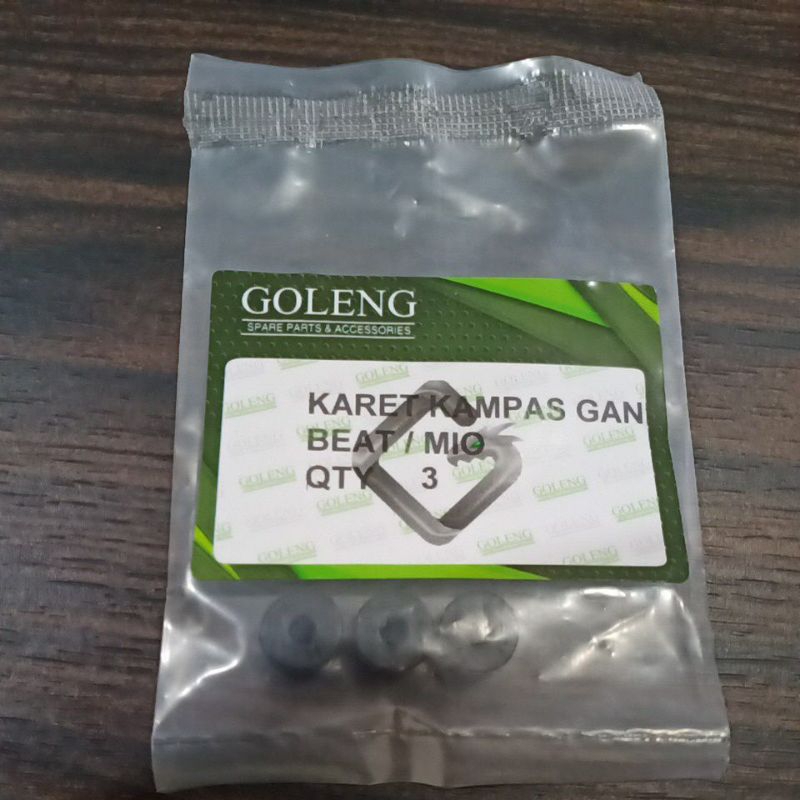 GOLENG
SPARE PARTS & ACCESSORIES
KARET KAMPAS GAN
BEAT / MIO
QTY 3